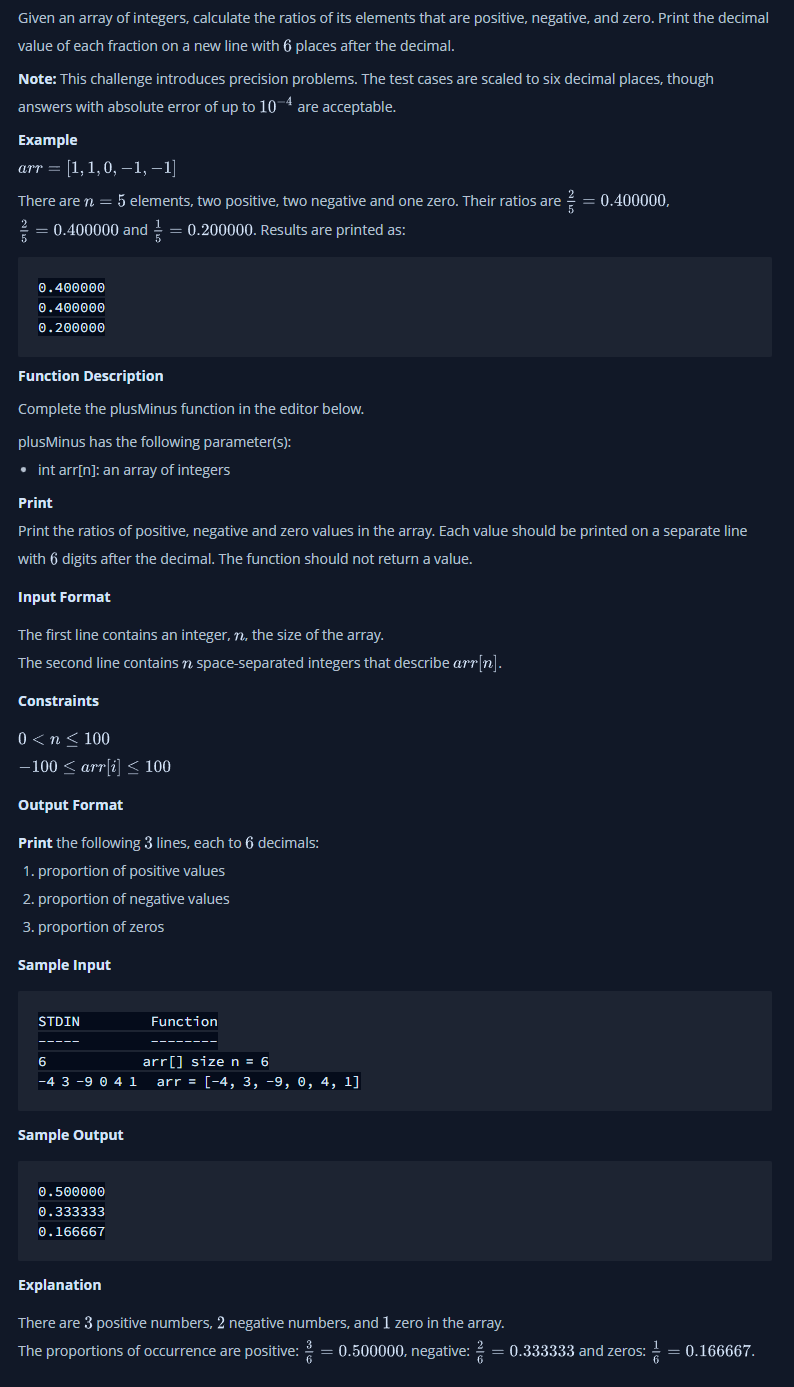 Given an array of integers, calculate the ratios of its elements that are positive, negative, and zero. Print the decimal
value of each fraction on a new line with 6 places after the decimal.
Note: This challenge introduces precision problems. The test cases are scaled to six decimal places, though
answers with absolute error of up to 10⁻⁴ are acceptable.
Example
arr = [1, 1, 0, −1, −1]
There are n = 5 elements, two positive, two negative and one zero. Their ratios are 2/5 = 0.400000,
2/5 = 0.400000 and 1/5 = 0.200000. Results are printed as:
0.400000
0.400000
0.200000
Function Description
Complete the plusMinus function in the editor below.
plusMinus has the following parameter(s):
• int arr[n]: an array of integers
Print
Print the ratios of positive, negative and zero values in the array. Each value should be printed on a separate line
with 6 digits after the decimal. The function should not return a value.
Input Format
The first line contains an integer, n, the size of the array.
The second line contains n space-separated integers that describe arr[n].
Constraints
0 < n ≤ 100
−100 ≤ arr[i] ≤ 100
Output Format
Print the following 3 lines, each to 6 decimals:
1. proportion of positive values
2. proportion of negative values
3. proportion of zeros
Sample Input
STDIN Function
----- --------
6 arr[] size n = 6
-4 3 -9 0 4 1 arr = [-4, 3, -9, 0, 4, 1]
Sample Output
0.500000
0.333333
0.166667
Explanation
There are 3 positive numbers, 2 negative numbers, and 1 zero in the array.
The proportions of occurrence are positive: 3/6 = 0.500000, negative: 2/6 = 0.333333 and zeros: 1/6 = 0.166667.